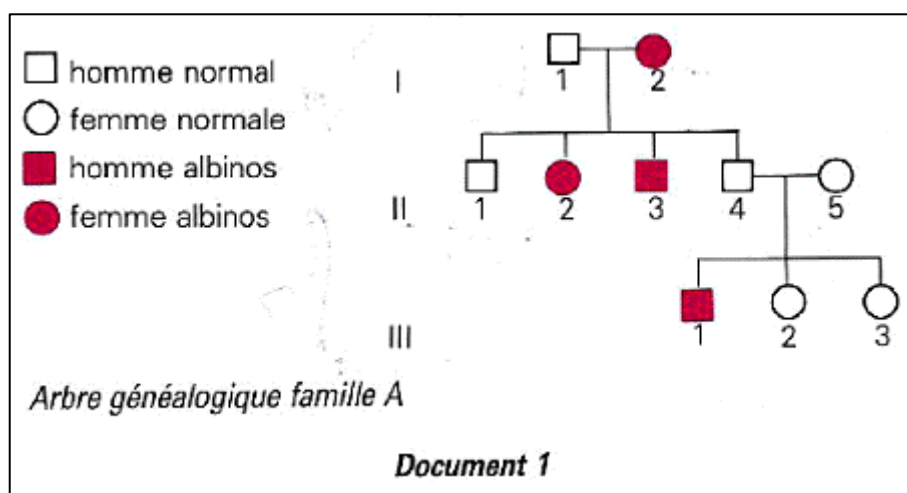 homme normal
femme normale
homme albinos
femme albinos
I
1 2
II
1 2 3 4 5
III
1 2 3
Arbre généalogique famille A
Document 1